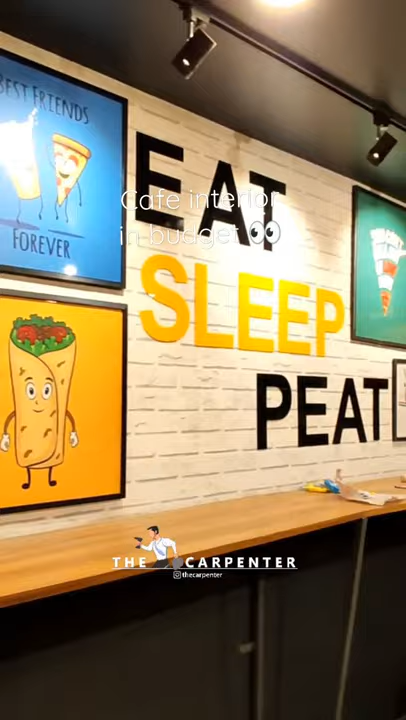 BEST FRIENDS
FOREVER
EAT
SLEEP
PEAT
Cafe interior
in budget 👀
THE CARPENTER
thecarpenter